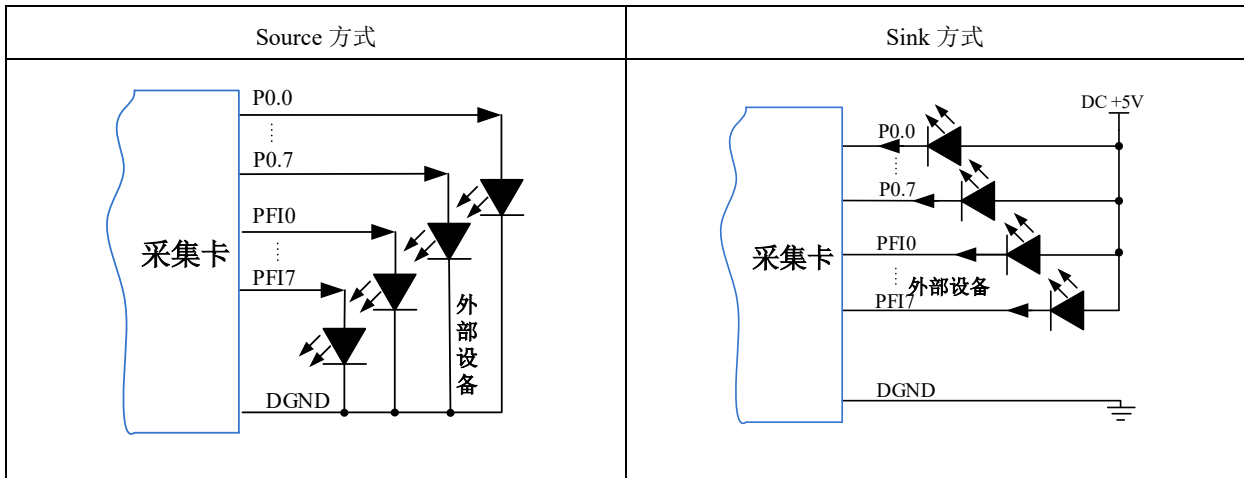 Source 方式
Sink 方式
P0.0
P0.7
PFI0
PFI7
采集卡
外
部
设
备
DGND
DC +5V
P0.0
P0.7
PFI0
采集卡
外部设备
PFI7
DGND